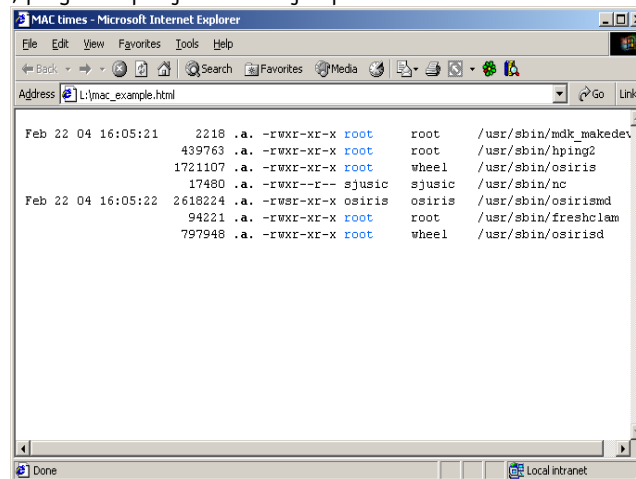 MAC times - Microsoft Internet Explorer
File Edit View Favorites Tools Help
Back Search Favorites Media
Address L:\mac_example.html Go Link
Feb 22 04 16:05:21 2218 .a. -rwxr-xr-x root root /usr/sbin/mdk_makedev
439763 .a. -rwxr-xr-x root root /usr/sbin/hping2
1721107 .a. -rwxr-xr-x root wheel /usr/sbin/osiris
17480 .a. -rwxr--r-- sjusic sjusic /usr/sbin/nc
Feb 22 04 16:05:22 2618224 .a. -rwsr-xr-x osiris osiris /usr/sbin/osirismd
94221 .a. -rwxr-xr-x root root /usr/sbin/freshclam
797948 .a. -rwxr-xr-x root wheel /usr/sbin/osirisd
Done Local intranet